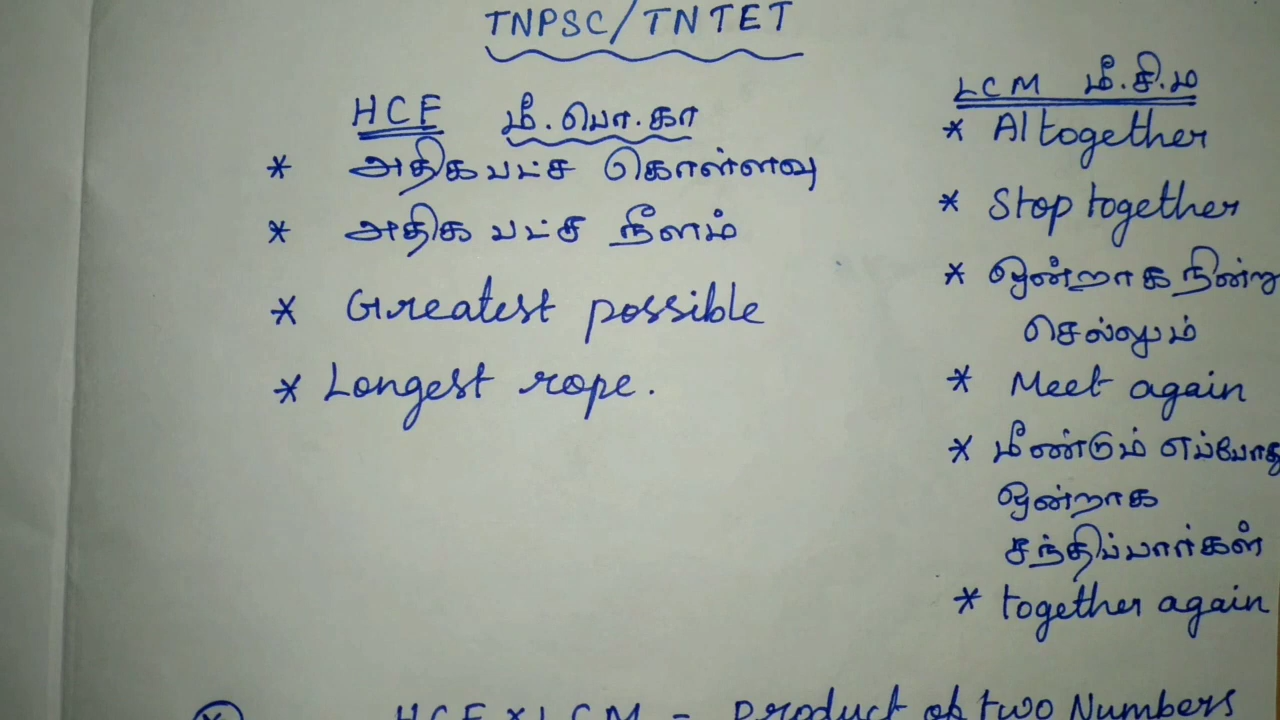 TNPSC/TNTET
HCF மீ.பொ.கா
* அதிகபட்ச கொள்ளளவு
* அதிக பட்ச நீளம்
* Greatest possible
* Longest rope.
LCM மீ.சி.ம
* Altogether
* Stop together
* ஒன்றாக நின்று
செல்லும்
* Meet again
* மீண்டும் எப்போது
ஒன்றாக
சந்திப்பார்கள்
* together again
HCF X LCM = product of two Numbers